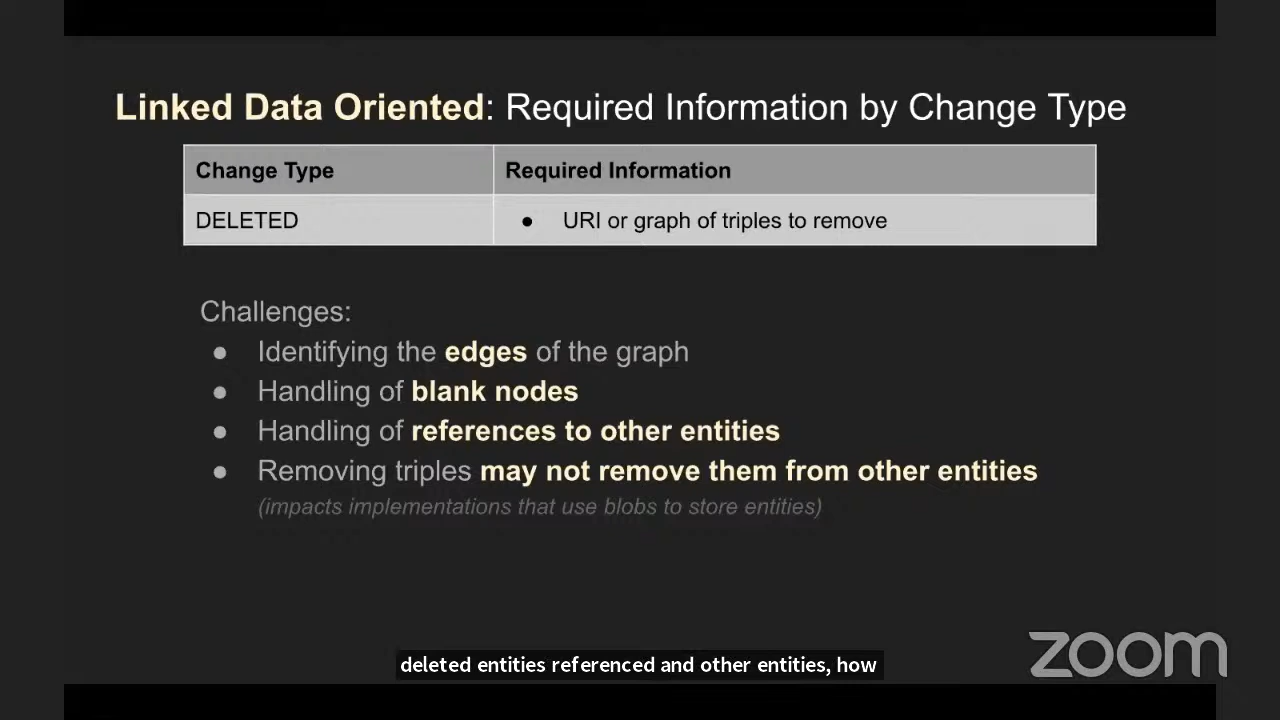 Linked Data Oriented: Required Information by Change Type
Change Type Required Information
DELETED ● URI or graph of triples to remove
Challenges:
● Identifying the edges of the graph
● Handling of blank nodes
● Handling of references to other entities
● Removing triples may not remove them from other entities
(impacts implementations that use blobs to store entities)
deleted entities referenced and other entities, how
zoom